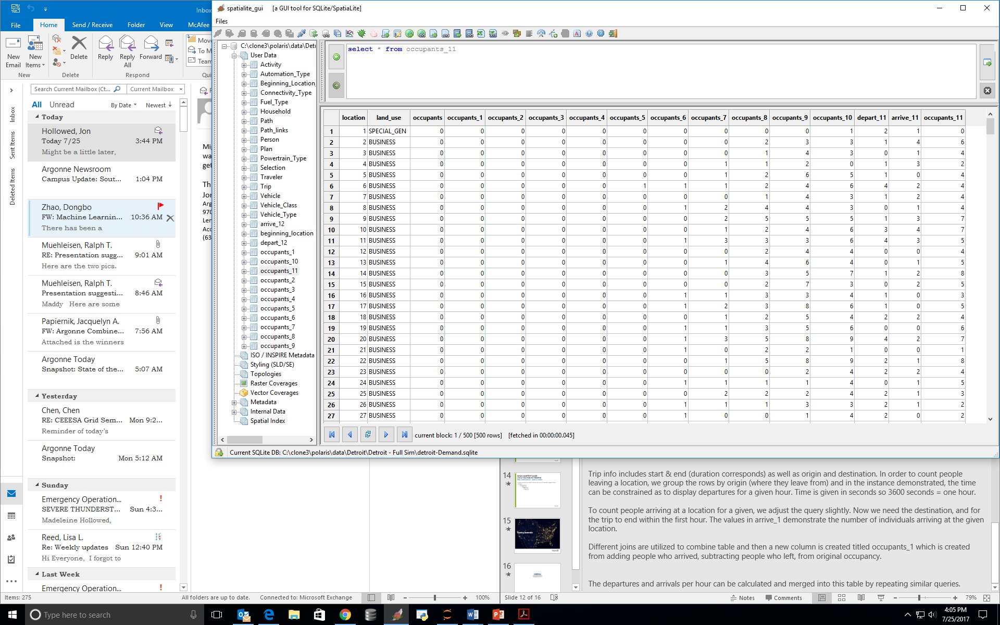 Inbox
File
Home
Send / Receive
Folder
View
McAfee
New Email
New Items
Delete
Reply
Reply All
Forward
Move
To M
Team
New
Delete
Respond
Qui
Search Current Mailbox (Ct...
Current Mailbox
All Unread By Date Newest
Inbox
Sent Items
Deleted Items
Today
Hollowed, Jon
Today 7/25 3:44 PM
Might be a little later,
Argonne Newsroom
Campus Update: Sout... 1:04 PM
Zhao, Dongbo
FW: Machine Learnin... 10:36 AM
There has been a
Muehleisen, Ralph T.
RE: Presentation sugg... 9:01 AM
Here are the two pics.
Muehleisen, Ralph T.
Presentation suggesti... 8:46 AM
Maddy Here are some
Papiernik, Jacquelyn A.
FW: Argonne Combine... 7:56 AM
Attached is the winners
Argonne Today
Snapshot: State of the... 5:07 AM
Yesterday
Chen, Chen
RE: CEEESA Grid Sem... Mon 9:2...
Reminder of today's
Argonne Today
Snapshot: Mon 5:12 AM
Sunday
Emergency Operation...
SEVERE THUNDERST... Sun 4:3...
Madeleine Hollowed,
Reed, Lisa L.
Re: Weekly updates Sun 12:40 PM
Hi Everyone, I forgot to
Last Week
Emergency Operation...
Mi
wa
get
Th
Jor
Arg
970
Len
Acc
(63
Items: 275
All folders are up to date. Connected to: Microsoft Exchange 100%
spatialite_gui [a GUI tool for SQLite/SpatiaLite]
Files
C:\clone3\polaris\data\Detr
User Data
Activity
Automation_Type
Beginning_Location_
Connectivity_Type
Fuel_Type
Household
Path
Path_links
Person
Plan
Powertrain_Type
Selection
Traveler
Trip
Vehicle
Vehicle_Class
Vehicle_Type
arrive_12
beginning_location
depart_12
occupants_1
occupants_10
occupants_11
occupants_2
occupants_3
occupants_4
occupants_5
occupants_6
occupants_7
occupants_8
occupants_9
ISO / INSPIRE Metadata
Styling (SLD/SE)
Topologies
Raster Coverages
Vector Coverages
Metadata
Internal Data
Spatial Index
select * from occupants_11
location land_use occupants occupants_1 occupants_2 occupants_3 occupants_4 occupants_5 occupants_6 occupants_7 occupants_8 occupants_9 occupants_10 depart_11 arrive_11 occupants_11
1 1 SPECIAL_GEN 0 0 0 0 0 0 0 0 0 0 1 2 1 0
2 2 BUSINESS 0 0 0 0 0 0 0 0 2 3 3 1 4 6
3 3 BUSINESS 0 0 0 0 0 0 0 0 1 4 3 0 1 4
4 4 BUSINESS 0 0 0 0 0 0 0 1 1 2 0 1 3 2
5 5 BUSINESS 0 0 0 0 0 0 0 1 2 6 5 1 0 4
6 6 BUSINESS 0 0 0 0 0 1 1 1 2 4 6 4 2 4
7 7 BUSINESS 0 0 0 0 0 0 0 0 1 4 3 1 2 4
8 8 BUSINESS 0 0 0 0 0 0 1 2 4 4 3 0 1 4
9 9 BUSINESS 0 0 0 0 0 0 0 2 5 5 5 1 3 7
10 10 BUSINESS 0 0 0 0 0 0 0 1 2 4 6 3 4 7
11 11 BUSINESS 0 0 0 0 0 0 1 3 3 3 6 4 3 5
12 12 BUSINESS 0 0 0 0 0 0 0 0 2 4 4 0 0 4
13 13 BUSINESS 0 0 0 0 0 0 0 1 4 6 4 0 1 5
14 14 BUSINESS 0 0 0 0 0 0 0 0 3 5 7 1 2 8
15 15 BUSINESS 0 0 0 0 0 0 0 0 2 7 3 0 2 5
16 16 BUSINESS 0 0 0 0 0 0 1 1 3 3 4 1 0 3
17 17 BUSINESS 0 0 0 0 0 0 1 2 3 8 6 1 0 5
18 18 BUSINESS 0 0 0 0 0 0 0 1 2 5 4 2 2 4
19 19 BUSINESS 0 0 0 0 0 0 1 1 3 5 6 0 0 6
20 20 BUSINESS 0 0 0 0 0 0 1 3 5 8 9 4 2 7
21 21 BUSINESS 0 0 0 0 0 0 1 0 2 2 1 0 0 1
22 22 BUSINESS 0 0 0 0 0 0 0 1 5 8 9 2 1 8
23 23 BUSINESS 0 0 0 0 0 0 0 0 0 2 4 2 2 4
24 24 BUSINESS 0 0 0 0 0 0 1 1 1 1 4 0 1 5
25 25 BUSINESS 0 0 0 0 0 0 0 2 2 2 4 2 1 3
26 26 BUSINESS 0 0 0 0 0 0 1 1 1 3 3 2 1 2
27 27 BUSINESS 0 0 0 0 0 0 1 0 0 1 4 2 0 2
current block: 1 / 500 [500 rows] [fetched in 00:00:00.045]
Current SQLite DB: C:\clone3\polaris\data\Detroit\Detroit - Full Sim\detroit-Demand.sqlite
14
15
16
Trip info includes start & end (duration corresponds) as well as origin and destination. In order to count people
leaving a location, we group the rows by origin (where they leave from) and in the instance demonstrated, the time
can be constrained as to display departures for a given hour. Time is given in seconds so 3600 seconds = one hour.
To count people arriving at a location for a given, we adjust the query slightly. Now we need the destination, and for
the trip to end within the first hour. The values in arrive_1 demonstrate the number of individuals arriving at the given
location.
Different joins are utilized to combine table and then a new column is created titled occupants_1 which is created
from adding people who arrived, subtracting people who left, from original occupancy.
The departures and arrivals per hour can be calculated and merged into this table by repeating similar queries.
Slide 12 of 16 Notes Comments 79%
Type here to search
4:05 PM
7/25/2017